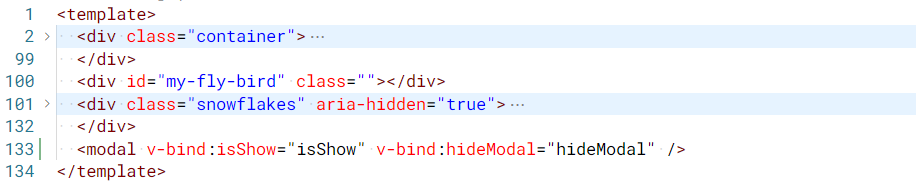 1 <template>
2 > <div class="container"> ⋯
99 </div>
100 <div id="my-fly-bird" class=""></div>
101 > <div class="snowflakes" aria-hidden="true"> ⋯
132 </div>
133 <modal v-bind:isShow="isShow" v-bind:hideModal="hideModal" />
134 </template>